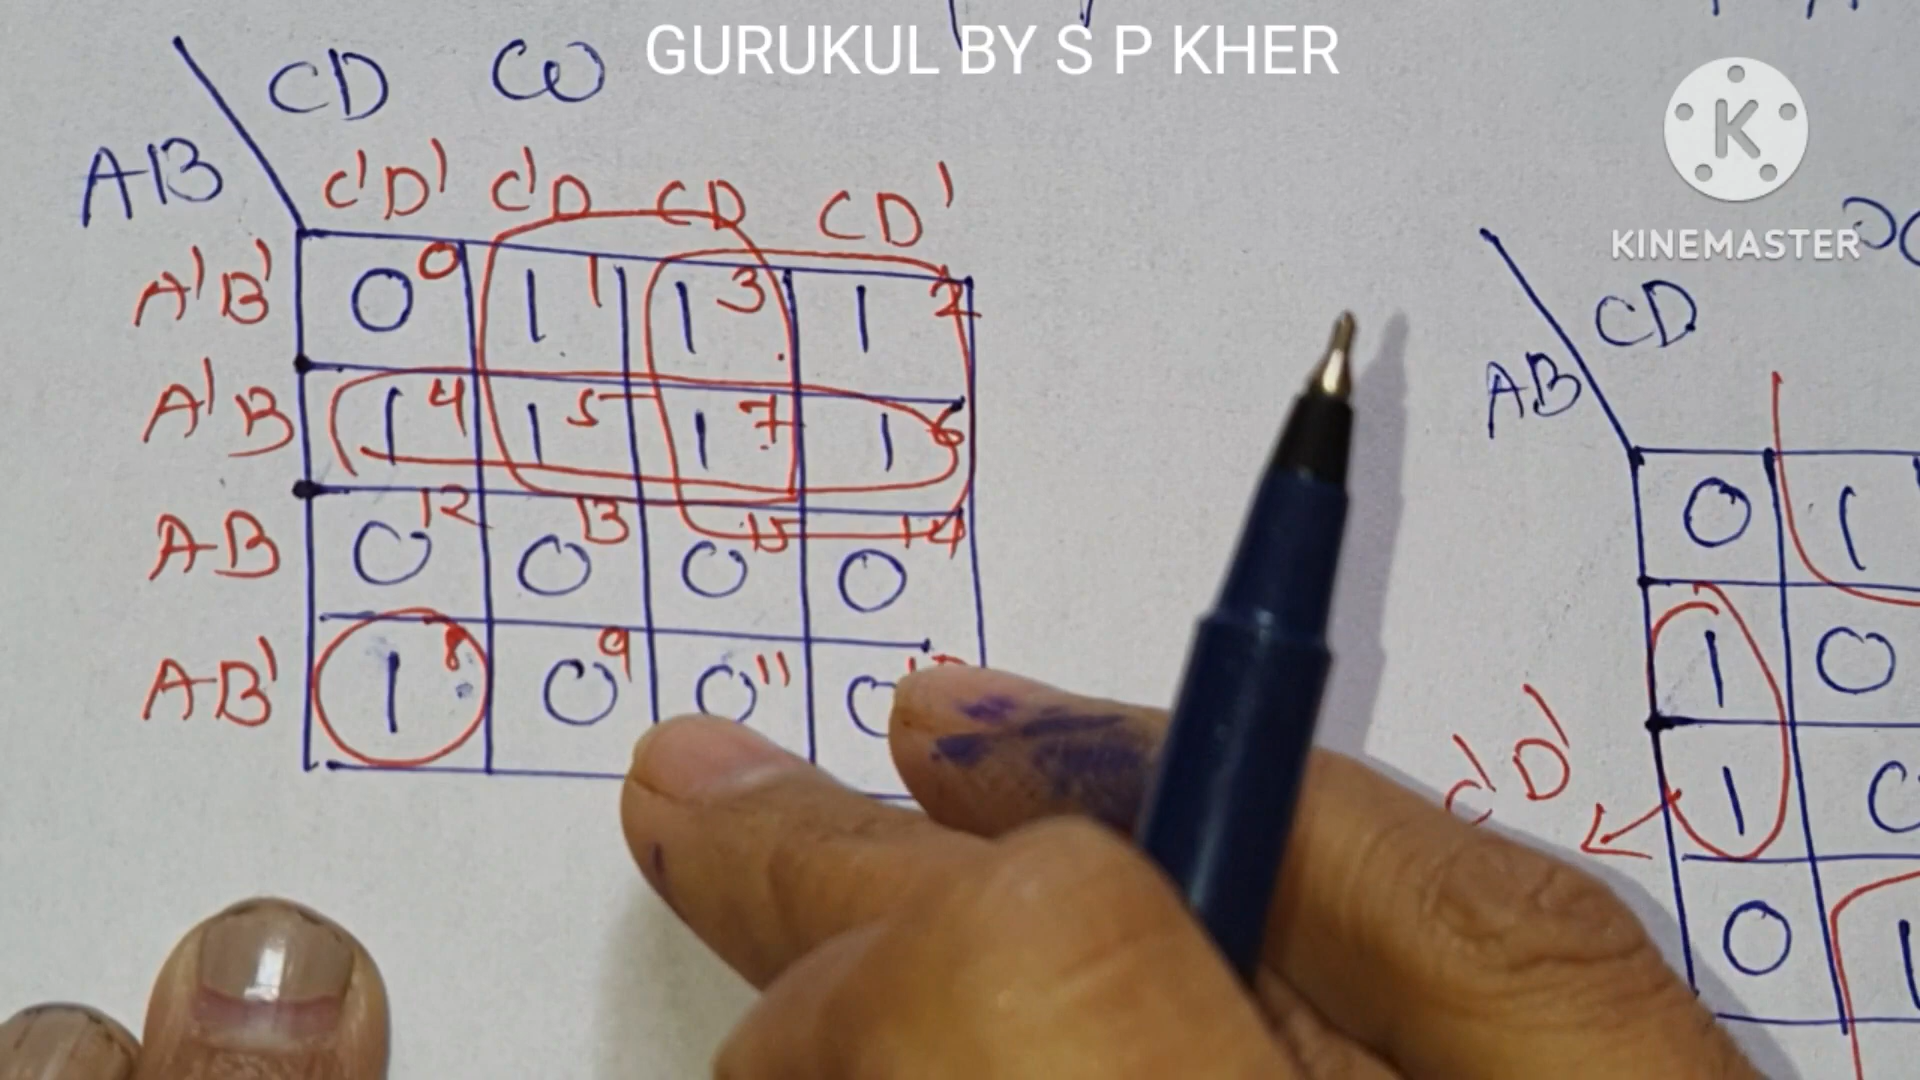 GURUKUL BY S P KHER
KINEMASTER
CD ω
AB
C'D' C'D CD CD'
A'B' 0 0 1 1 1 3 1 2
A'B 1 4 1 5 1 7 1 6
AB 0 12 0 13 0 15 0 14
AB' 1 8 0 9 0 11 0
CD
AB
0 1
1 0
1
0 1
C'D'